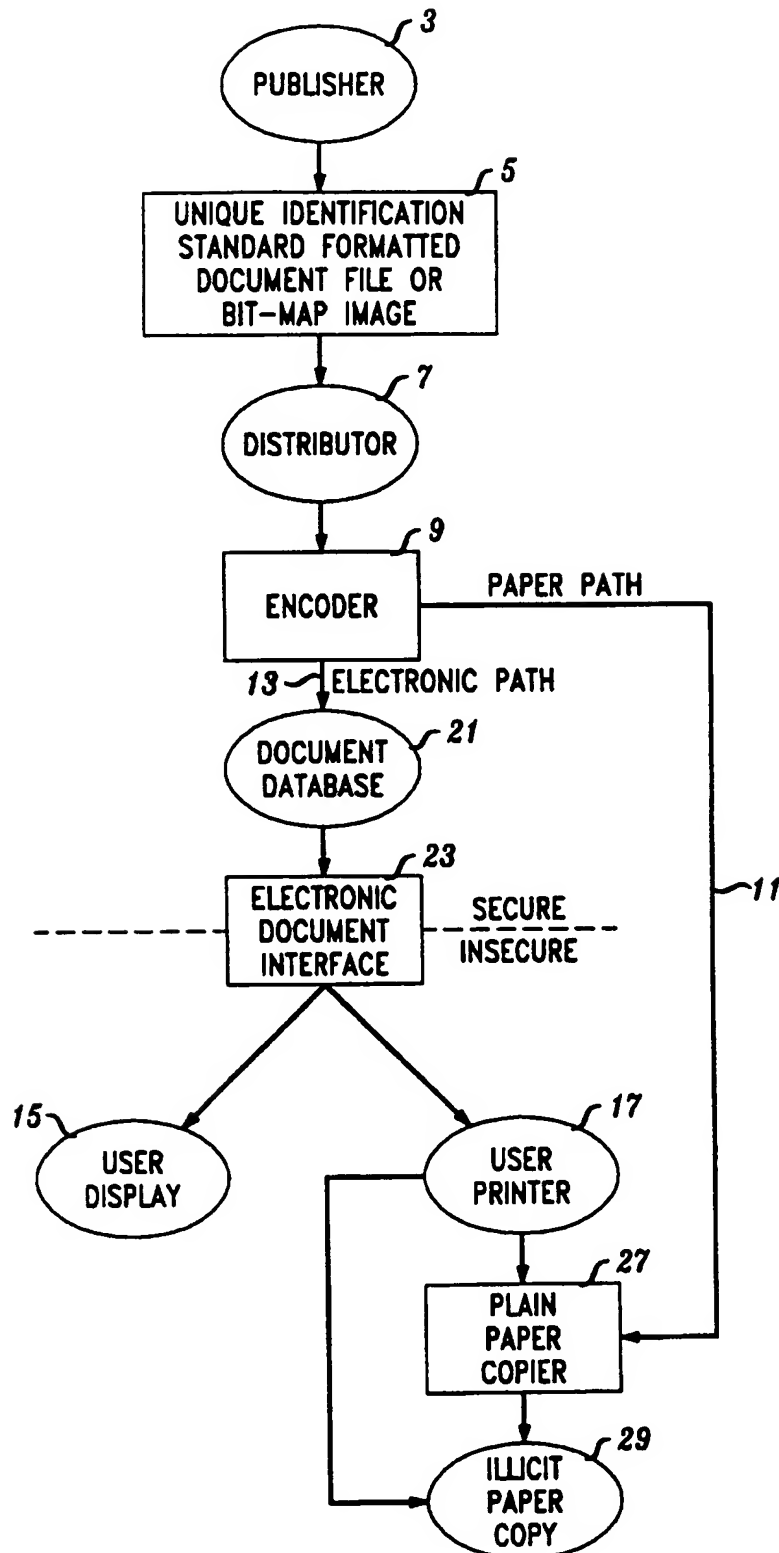 3
PUBLISHER
5
UNIQUE IDENTIFICATION
STANDARD FORMATTED
DOCUMENT FILE OR
BIT-MAP IMAGE
7
DISTRIBUTOR
9
ENCODER
PAPER PATH
13
ELECTRONIC PATH
21
DOCUMENT
DATABASE
23
ELECTRONIC
DOCUMENT
INTERFACE
SECURE
INSECURE
11
15
USER
DISPLAY
17
USER
PRINTER
27
PLAIN
PAPER
COPIER
29
ILLICIT
PAPER
COPY